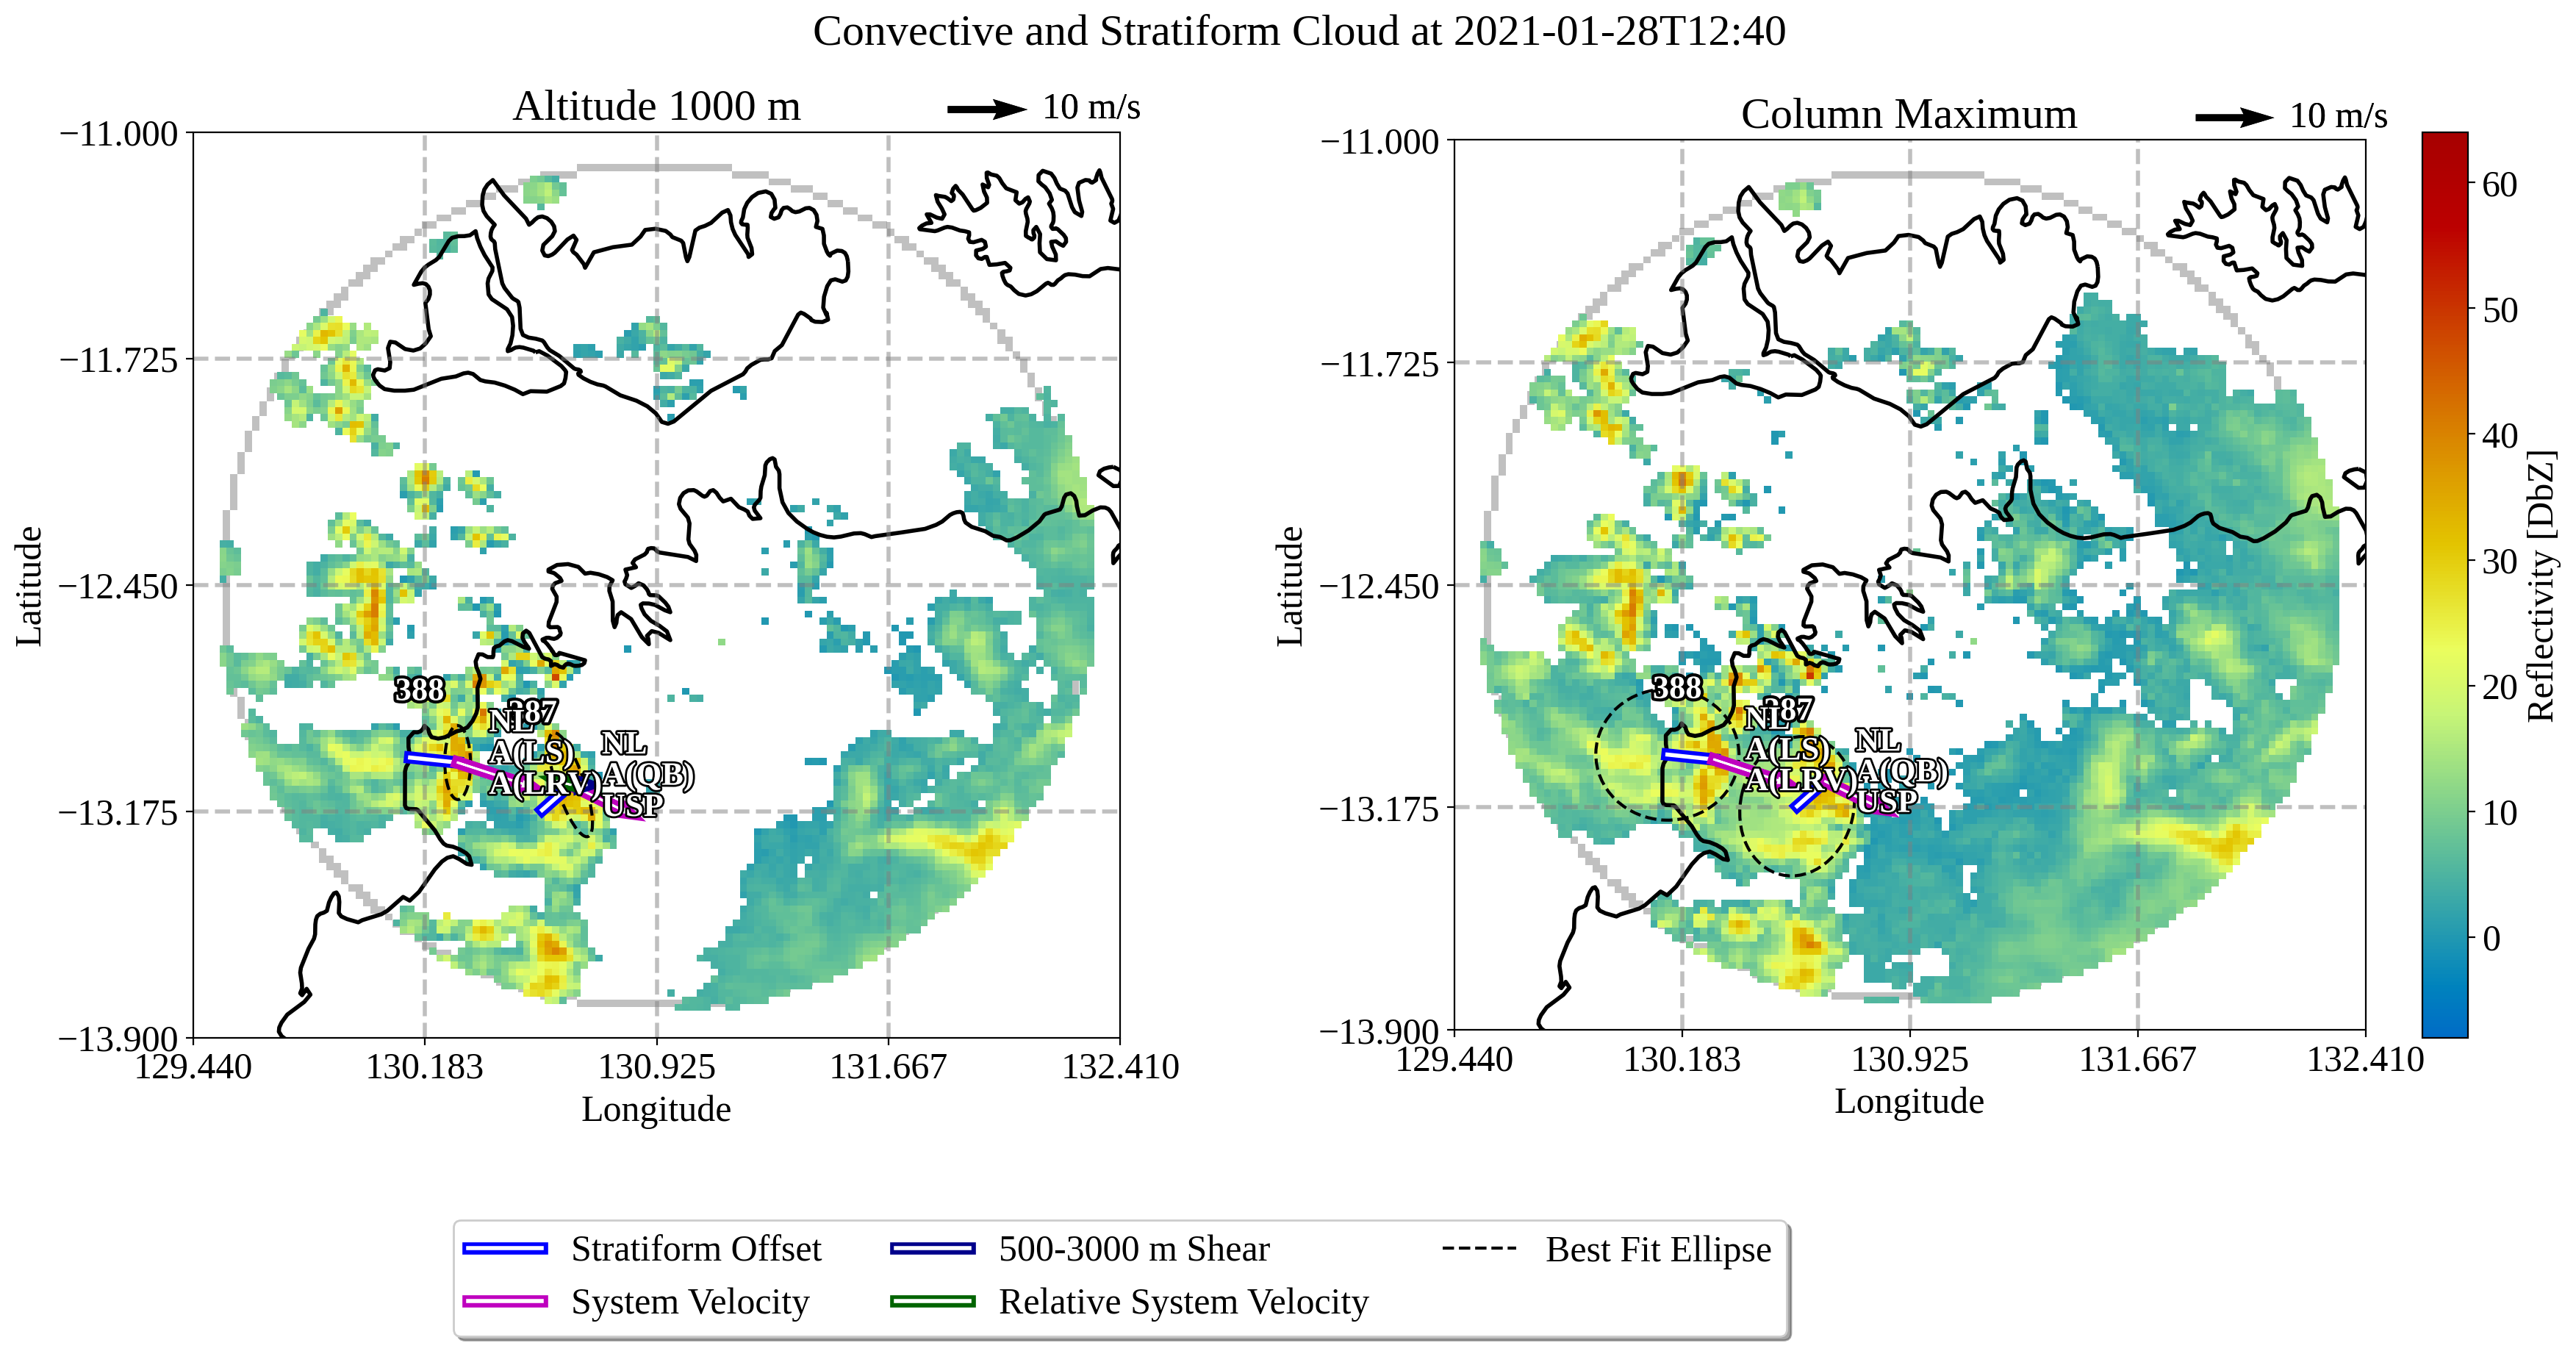 Convective and Stratiform Cloud at 2021-01-28T12:40
Altitude 1000 m
10 m/s
−11.000
−11.725
−12.450
−13.175
−13.900
Latitude
129.440
130.183
130.925
131.667
132.410
Longitude
388
387
NL
A(LS)
A(LRV)
NL
A(QB)
USP
Column Maximum
10 m/s
−11.000
−11.725
−12.450
−13.175
−13.900
Latitude
129.440
130.183
130.925
131.667
132.410
Longitude
388
387
NL
A(LS)
A(LRV)
NL
A(QB)
USP
60
50
40
30
20
10
0
Reflectivity [DbZ]
Stratiform Offset
System Velocity
500-3000 m Shear
Relative System Velocity
Best Fit Ellipse